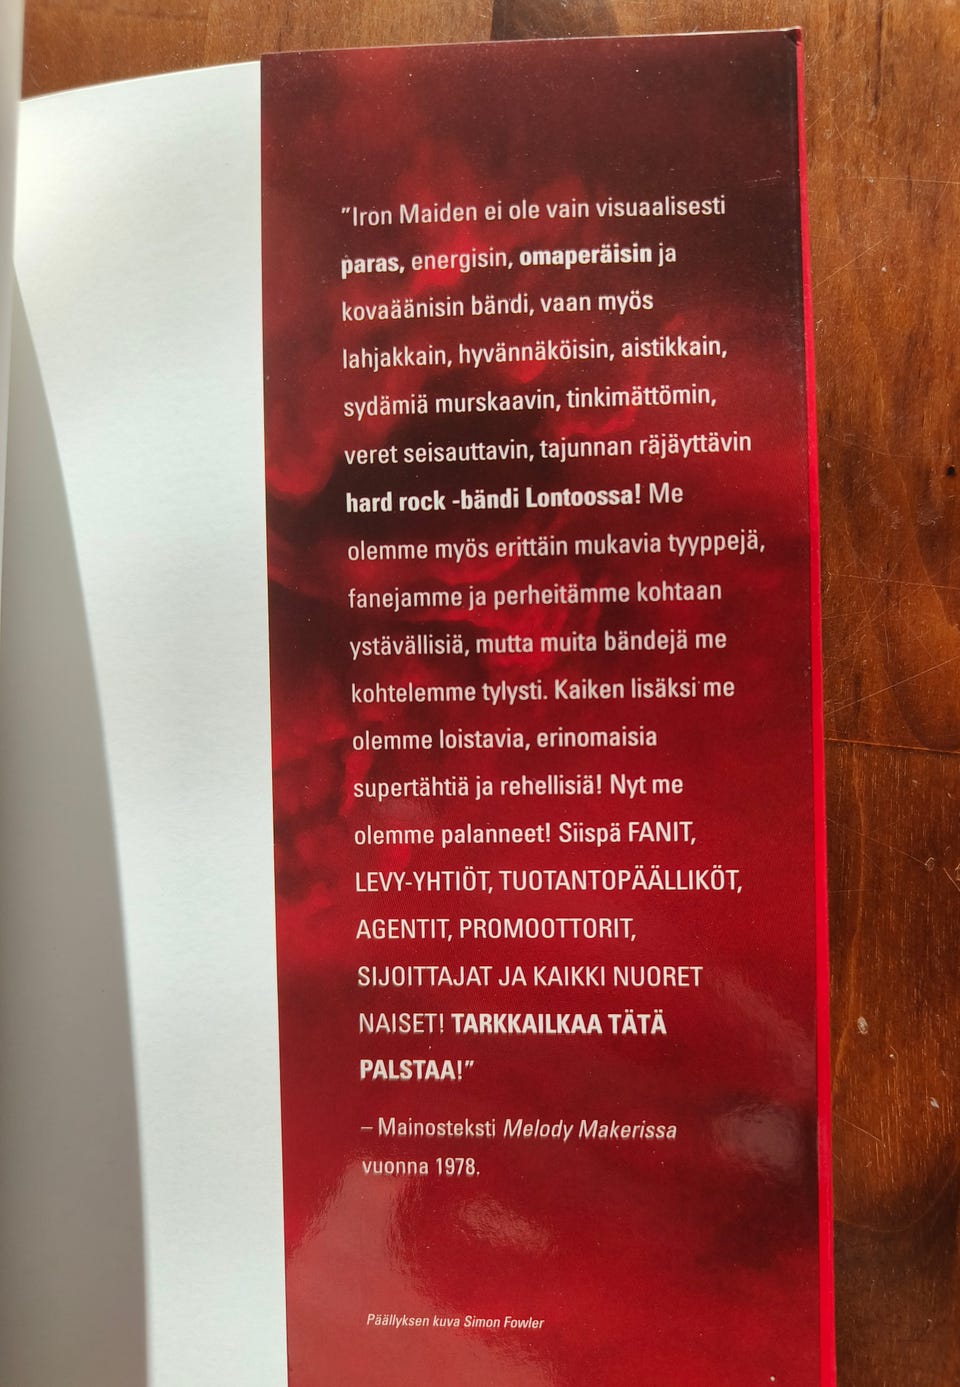 "Iron Maiden ei ole vain visuaalisesti
paras, energisin, omaperäisin ja
kovaäänisin bändi, vaan myös
lahjakkain, hyvännäköisin, aistikkain,
sydämiä murskaavin, tinkimättömin,
veret seisauttavin, tajunnan räjäyttävin
hard rock -bändi Lontoossa! Me
olemme myös erittäin mukavia tyyppejä,
fanejamme ja perheitämme kohtaan
ystävällisiä, mutta muita bändejä me
kohtelemme tylysti. Kaiken lisäksi me
olemme loistavia, erinomaisia
supertähtiä ja rehellisiä! Nyt me
olemme palanneet! Siispä FANIT,
LEVY-YHTIÖT, TUOTANTOPÄÄLLIKÖT,
AGENTIT, PROMOOTTORIT,
SIJOITTAJAT JA KAIKKI NUORET
NAISET! TARKKAILKAA TÄTÄ
PALSTAA!"
– Mainosteksti Melody Makerissa
vuonna 1978.
Päällyksen kuva Simon Fowler